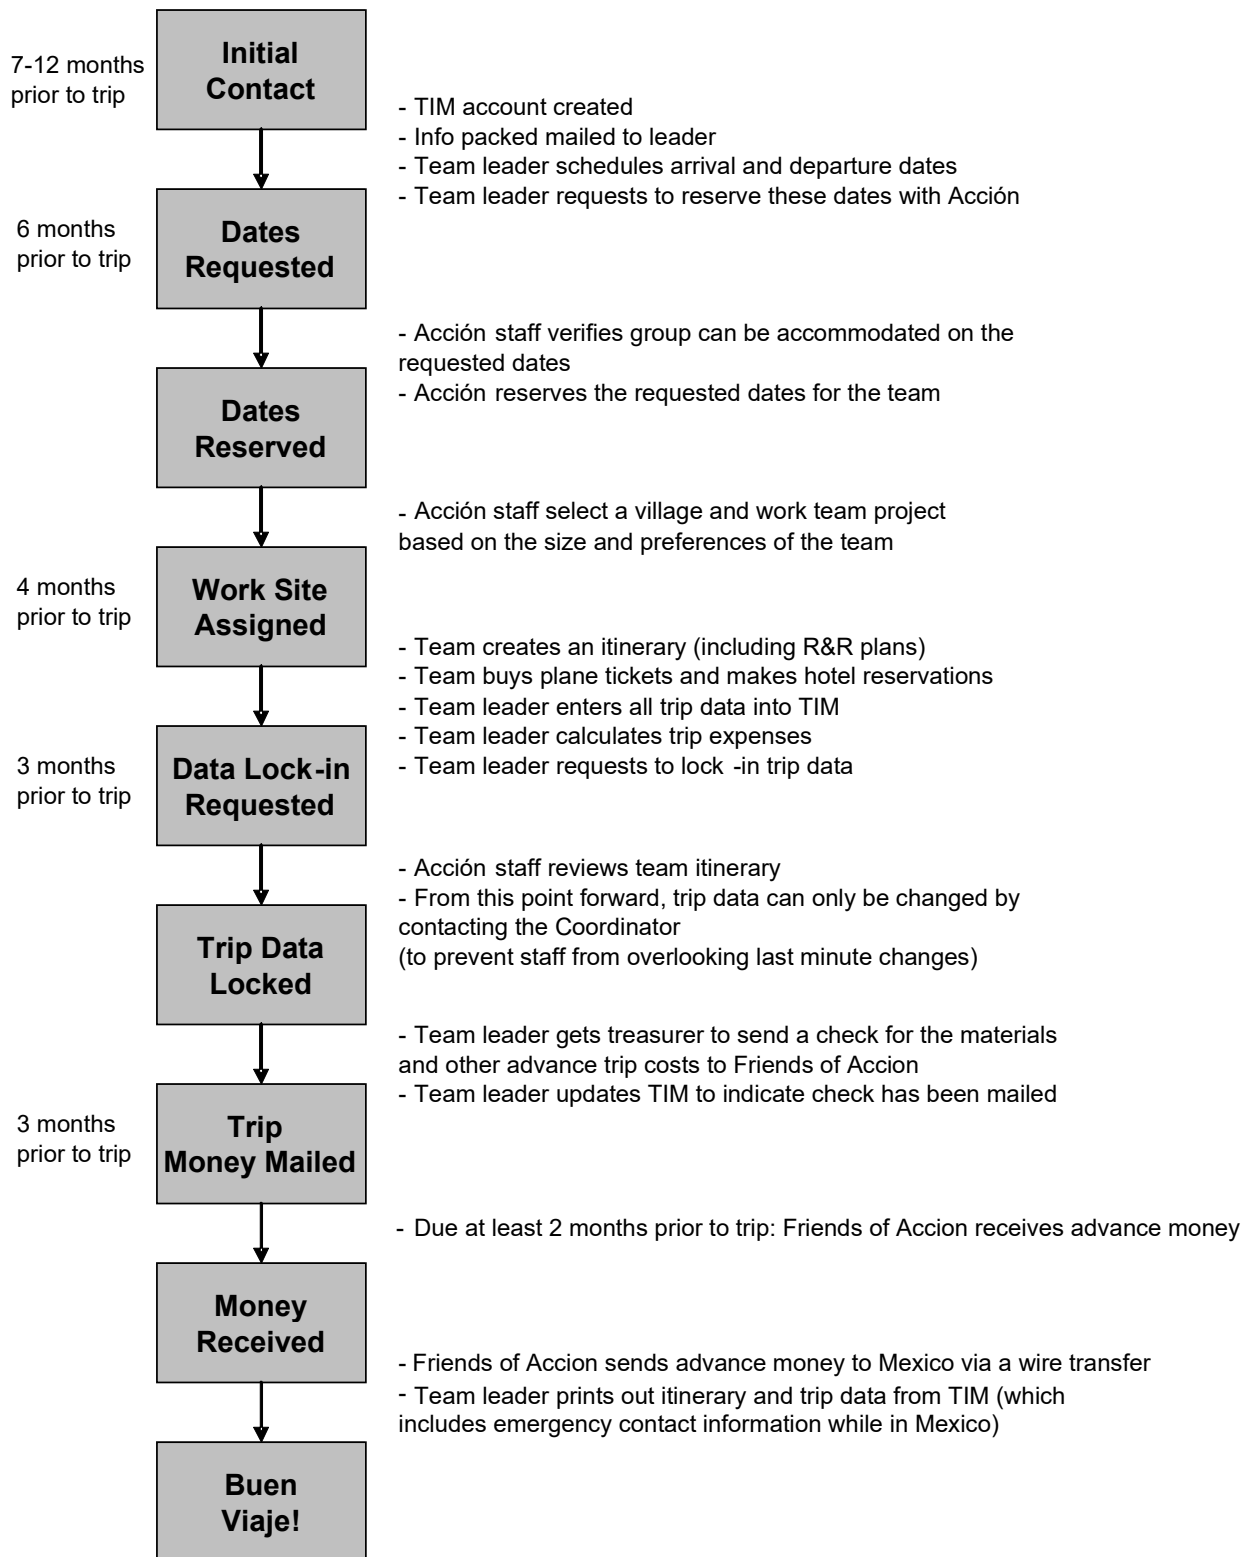 Initial
Contact
7-12 months
prior to trip
- TIM account created
- Info packed mailed to leader
- Team leader schedules arrival and departure dates
- Team leader requests to reserve these dates with Acción
6 months
prior to trip
Dates
Requested
- Acción staff verifies group can be accommodated on the
requested dates
- Acción reserves the requested dates for the team
Dates
Reserved
- Acción staff select a village and work team project
based on the size and preferences of the team
4 months
prior to trip
Work Site
Assigned
- Team creates an itinerary (including R&R plans)
- Team buys plane tickets and makes hotel reservations
- Team leader enters all trip data into TIM
- Team leader calculates trip expenses
- Team leader requests to lock -in trip data
3 months
prior to trip
Data Lock-in
Requested
- Acción staff reviews team itinerary
- From this point forward, trip data can only be changed by
contacting the Coordinator
(to prevent staff from overlooking last minute changes)
Trip Data
Locked
- Team leader gets treasurer to send a check for the materials
and other advance trip costs to Friends of Accion
- Team leader updates TIM to indicate check has been mailed
3 months
prior to trip
Trip
Money Mailed
- Due at least 2 months prior to trip: Friends of Accion receives advance money
Money
Received
- Friends of Accion sends advance money to Mexico via a wire transfer
- Team leader prints out itinerary and trip data from TIM (which
includes emergency contact information while in Mexico)
Buen
Viaje!